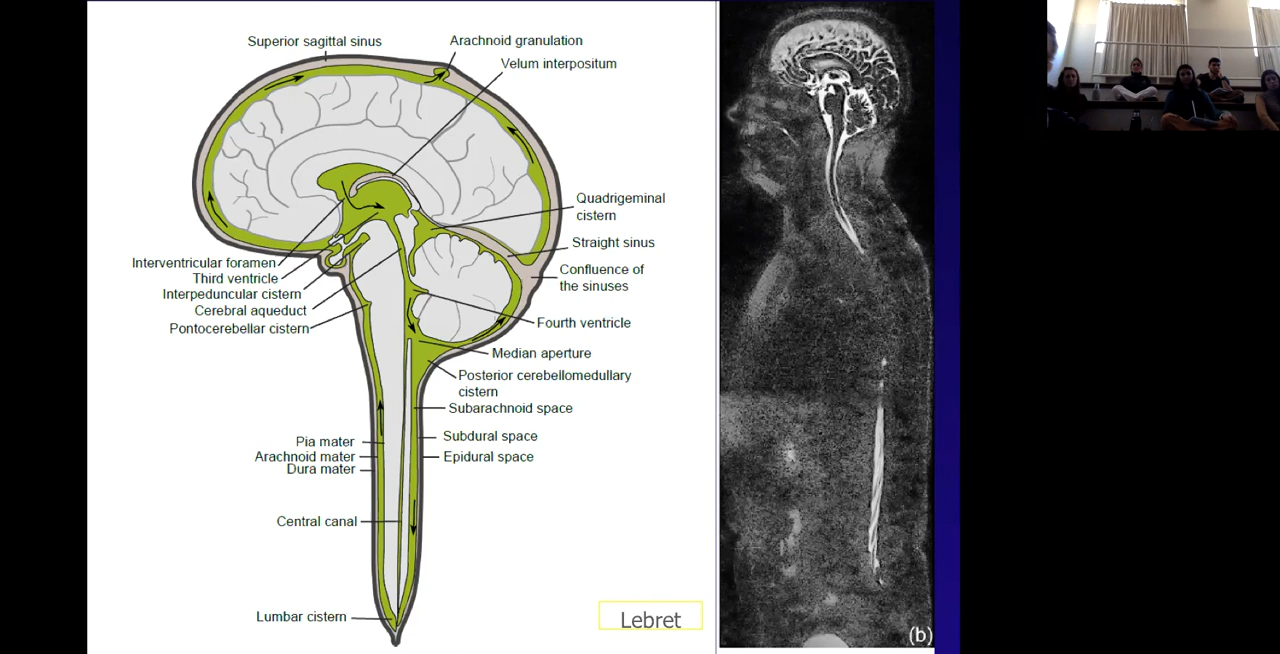 Superior sagittal sinus
Arachnoid granulation
Velum interpositum
Quadrigeminal
cistern
Straight sinus
Confluence of
the sinuses
Interventricular foramen
Third ventricle
Interpeduncular cistern
Cerebral aqueduct
Pontocerebellar cistern
Fourth ventricle
Median aperture
Posterior cerebellomedullary
cistern
Subarachnoid space
Subdural space
Epidural space
Pia mater
Arachnoid mater
Dura mater
Central canal
Lumbar cistern
Lebret
(b)